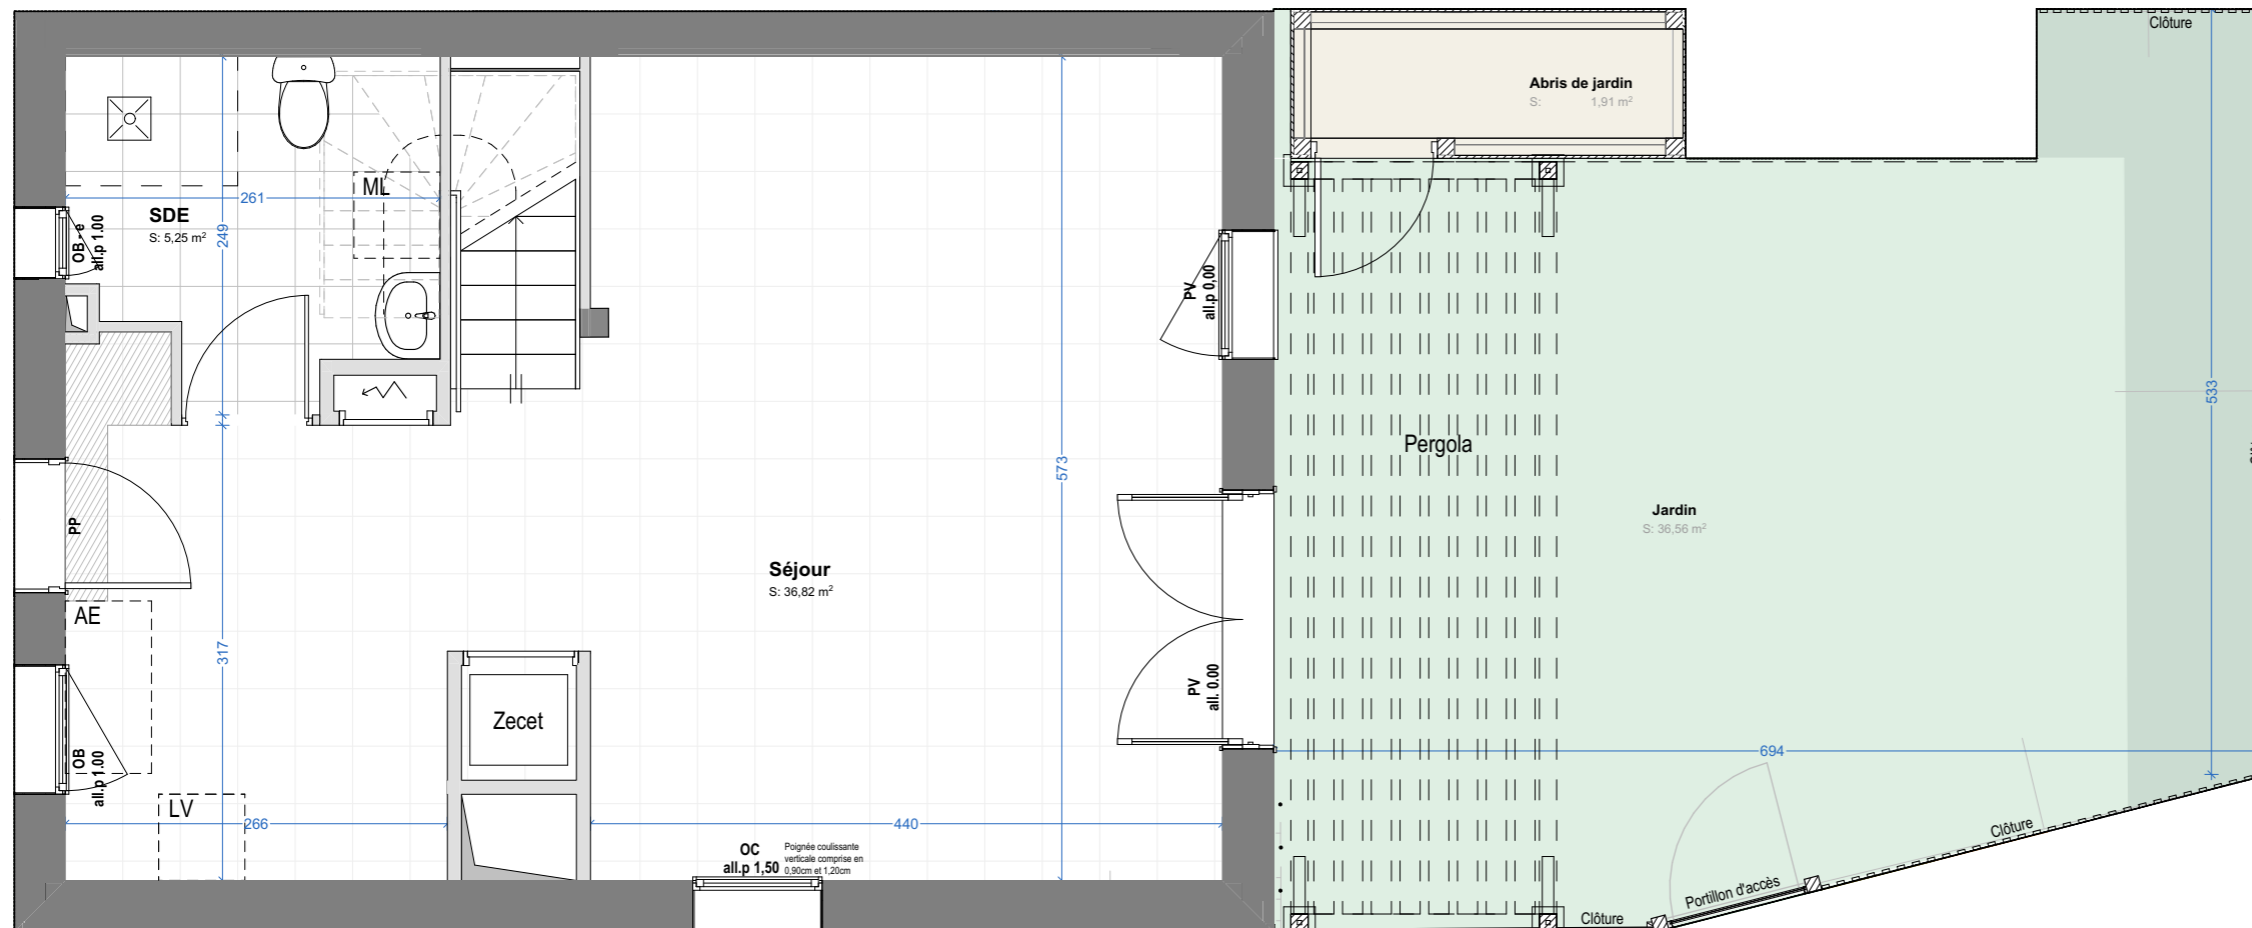 Clôture
Abris de jardin
S: 1,91 m²
ML
261
SDE
S: 5,25 m²
249
OB - e
all.p 1.00
PV
all.p 0,00
533
Pergola
573
Jardin
S: 36,56 m²
PP
Séjour
S: 36,82 m²
AE
317
PV
all. 0.00
Zecet
694
OB
all.p 1.00
LV
266
440
OC
all.p 1,50
Poignée coulissante
verticale comprise en
0,90cm et 1,20cm
Clôture
Portillon d'accès
Clôture